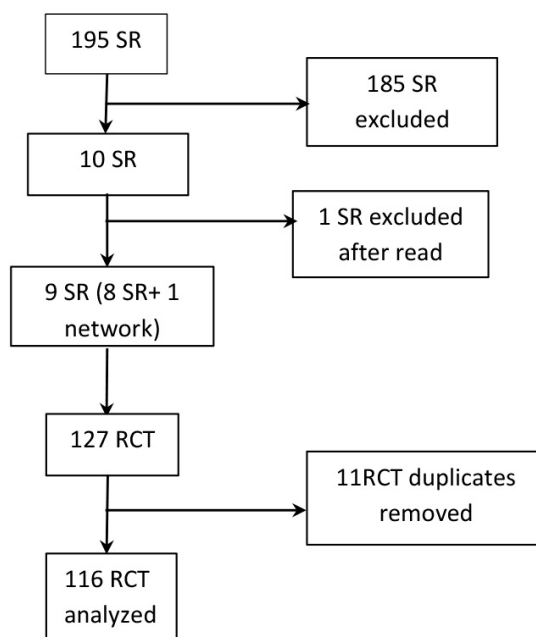 195 SR
185 SR
excluded
10 SR
1 SR excluded
after read
9 SR (8 SR+ 1
network)
127 RCT
11RCT duplicates
removed
116 RCT
analyzed